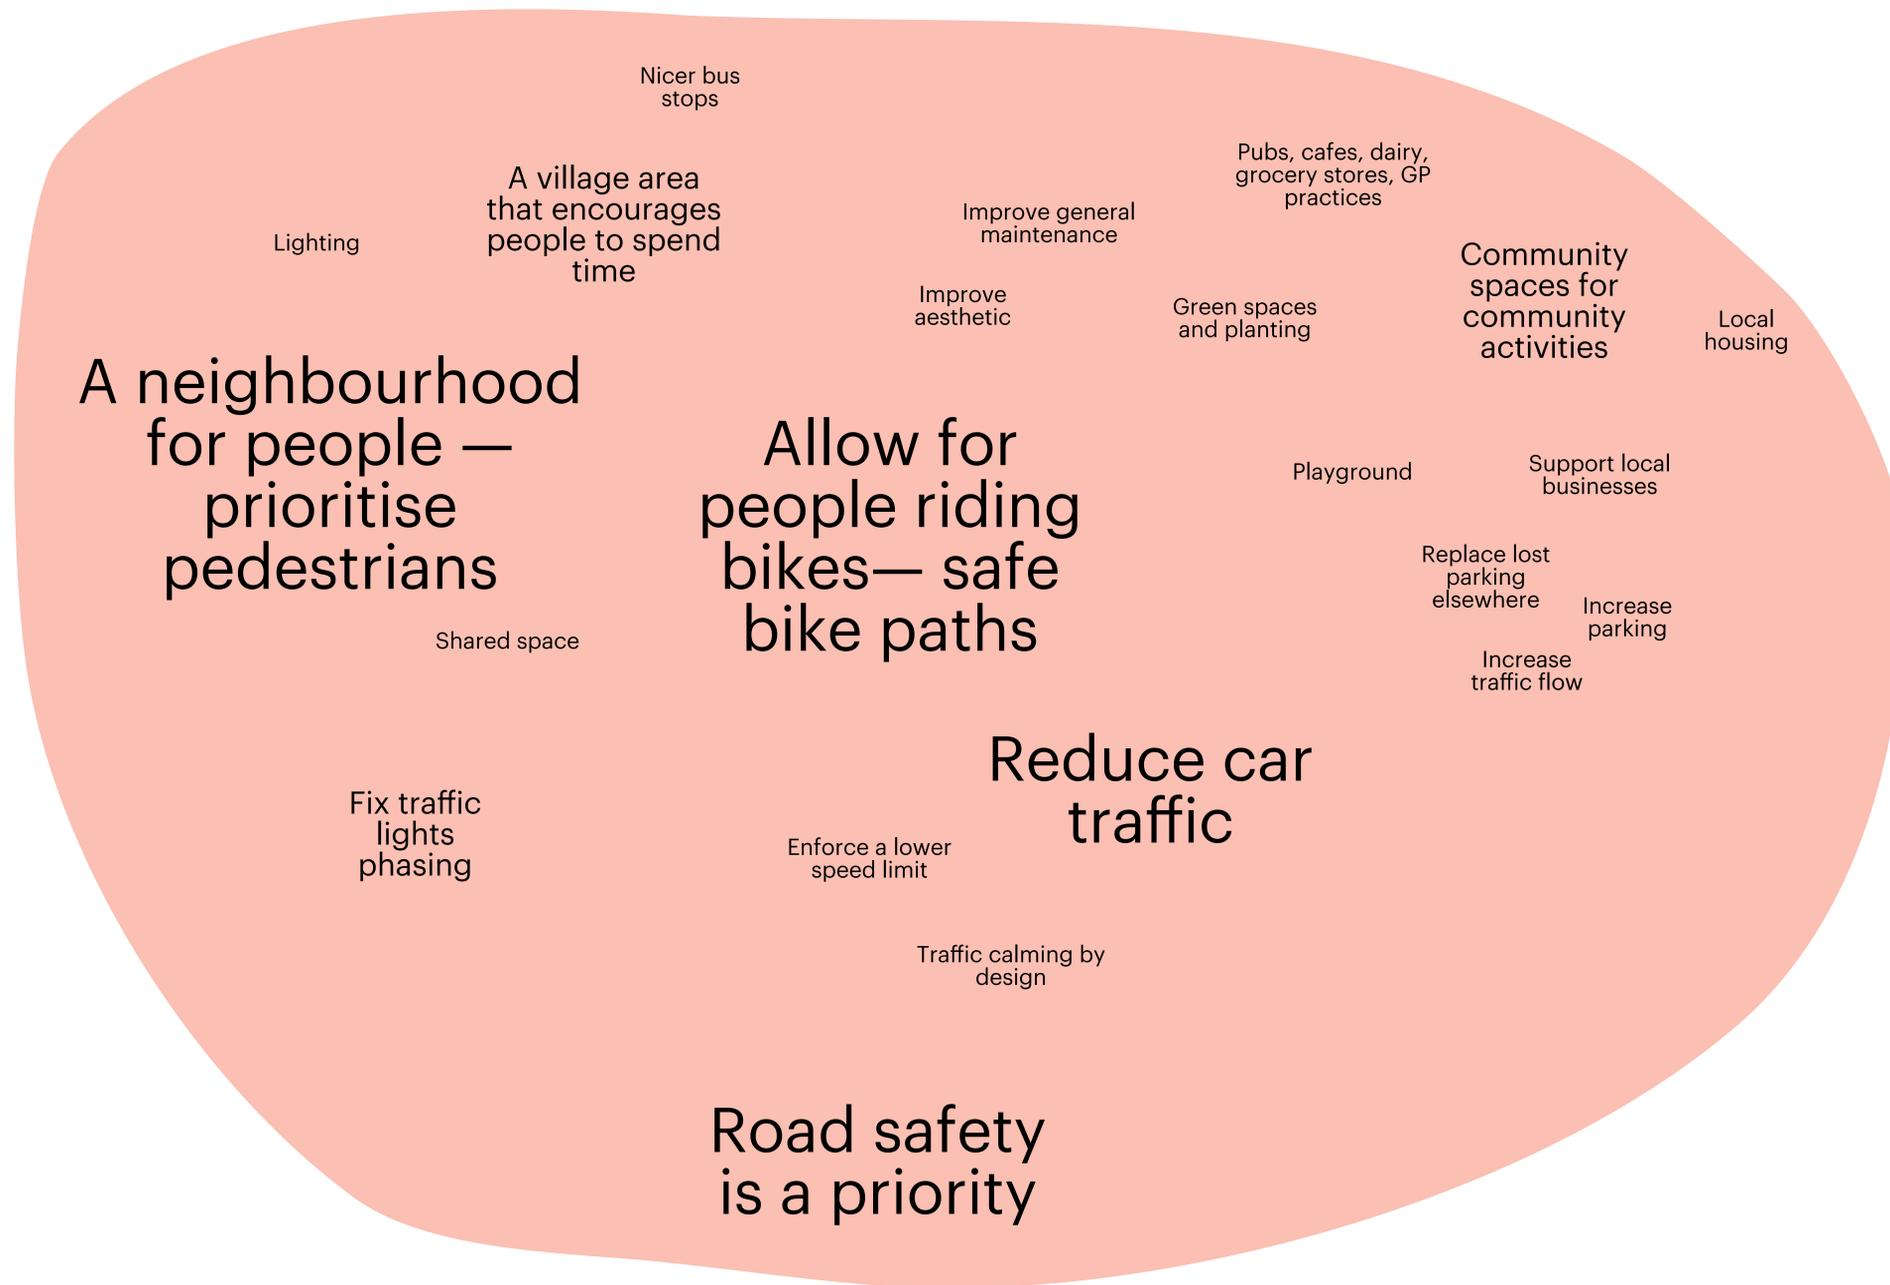 Nicer bus
stops
Pubs, cafes, dairy,
grocery stores, GP
practices
A village area
that encourages
people to spend
time
Improve general
maintenance
Lighting
Community
spaces for
community
activities
Improve
aesthetic
Green spaces
and planting
Local
housing
A neighbourhood
for people —
prioritise
pedestrians
Allow for
people riding
bikes— safe
bike paths
Playground
Support local
businesses
Replace lost
parking
elsewhere
Increase
parking
Shared space
Increase
traffic flow
Reduce car
traffic
Fix traffic
lights
phasing
Enforce a lower
speed limit
Traffic calming by
design
Road safety
is a priority